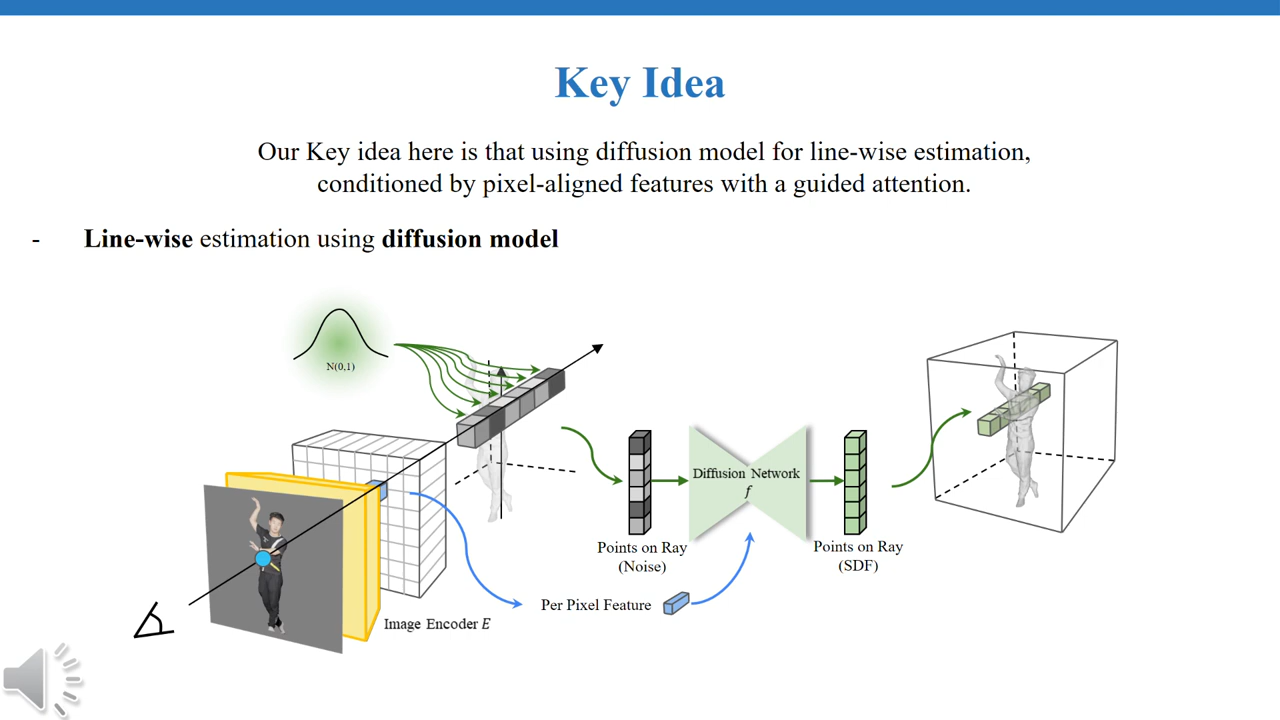 Key Idea
Our Key idea here is that using diffusion model for line-wise estimation,
conditioned by pixel-aligned features with a guided attention.
- Line-wise estimation using diffusion model
N(0,1)
Diffusion Network
f
Points on Ray
(Noise)
Points on Ray
(SDF)
Per Pixel Feature
Image Encoder E